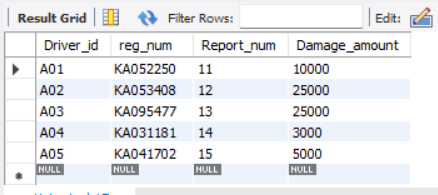 Result Grid Filter Rows: Edit:
Driver_id reg_num Report_num Damage_amount
A01 KA052250 11 10000
A02 KA053408 12 25000
A03 KA095477 13 25000
A04 KA031181 14 3000
A05 KA041702 15 5000
NULL NULL NULL NULL